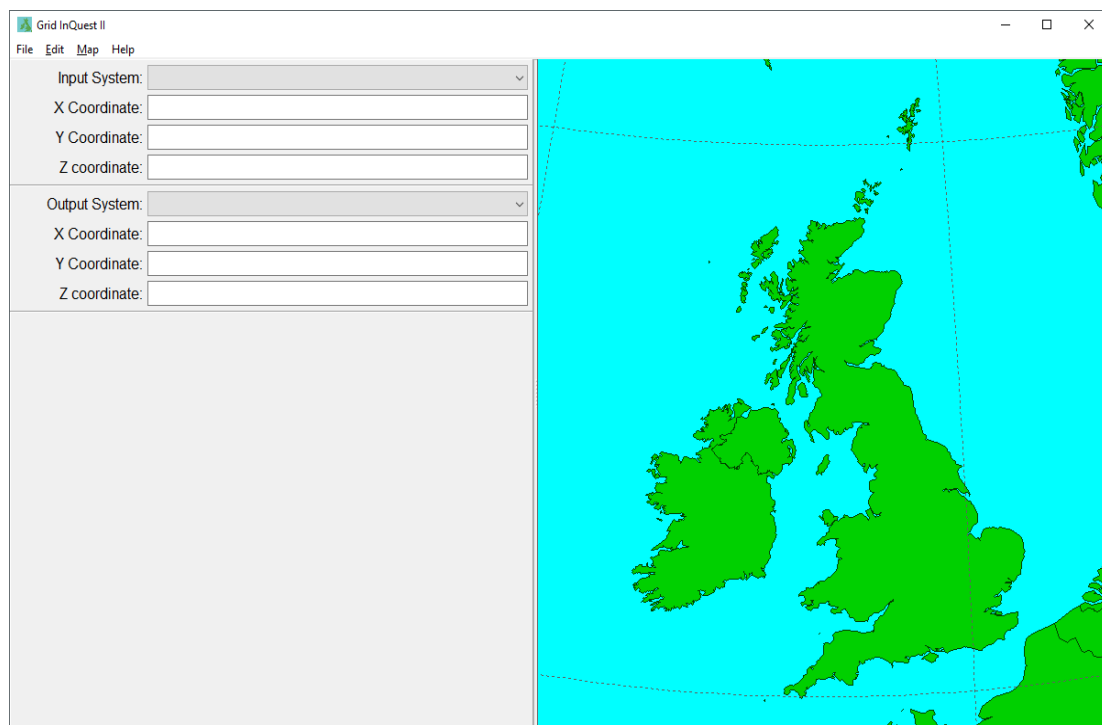 Grid InQuest II
File Edit Map Help
Input System:
X Coordinate:
Y Coordinate:
Z coordinate:
Output System:
X Coordinate:
Y Coordinate:
Z coordinate: